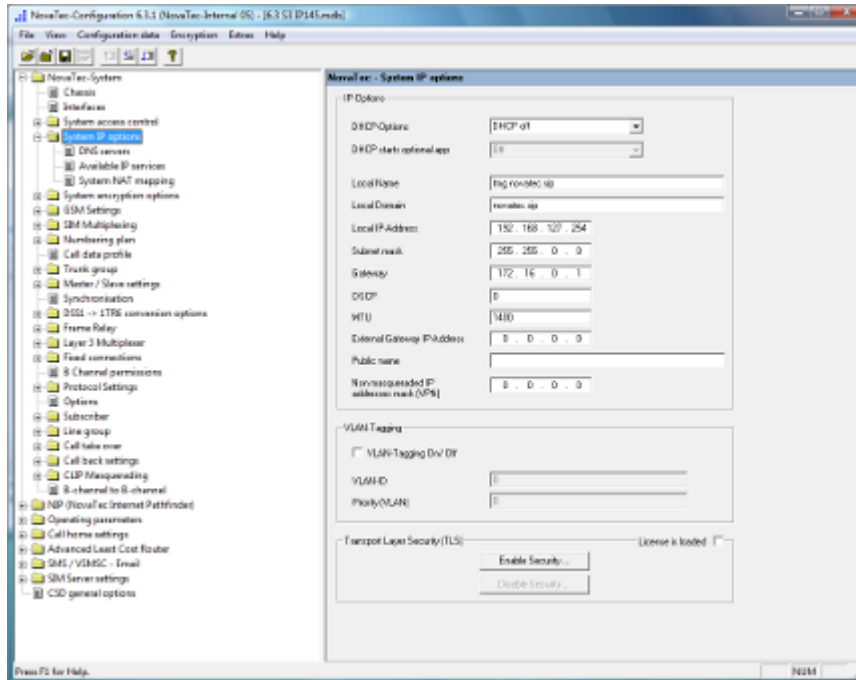 NovaTec-Configuration 6.3.1 (NovaTec-Internal 05) - [6.3 S3 IP145.mdb]
File View Configuration data Encryption Extras Help
NovaTec-System
Chassis
Interfaces
System access control
System IP options
DNS servers
Available IP services
System NAT mapping
System encryption options
GSM Settings
SIM Multiplexing
Numbering plan
Call data profile
Trunk group
Master / Slave settings
Synchronisation
DSS1 -> 1TR6 conversion options
Frame Relay
Layer 3 Multiplexer
Fixed connections
B Channel permissions
Protocol Settings
Options
Subscriber
Line group
Call take over
Call back settings
CLIP Masquerading
B-channel to B-channel
NIP (NovaTec Internet Pathfinder)
Operating parameters
Call home settings
Advanced Least Cost Router
SMS / VSMSC - Email
SIM Server settings
CSD general options
NovaTec - System IP options
IP Options
DHCP-Options DHCP off
DHCP starts optional app Off
Local Name novatec.sip
Local Domain novatec.sip
Local IP-Address 192 . 168 . 127 . 254
Subnet mask 255 . 255 . 0 . 0
Gateway 172 . 16 . 0 . 1
DSCP 0
MTU 1480
External Gateway IP-Address 0 . 0 . 0 . 0
Public name
Non-masqueraded IP addresses mask (VPN) 0 . 0 . 0 . 0
VLAN-Tagging
VLAN-Tagging On/ Off
VLAN-ID 0
Priority(VLAN) 0
Transport Layer Security (TLS) License is loaded
Enable Security...
Disable Security...
Press F1 for Help. NUM